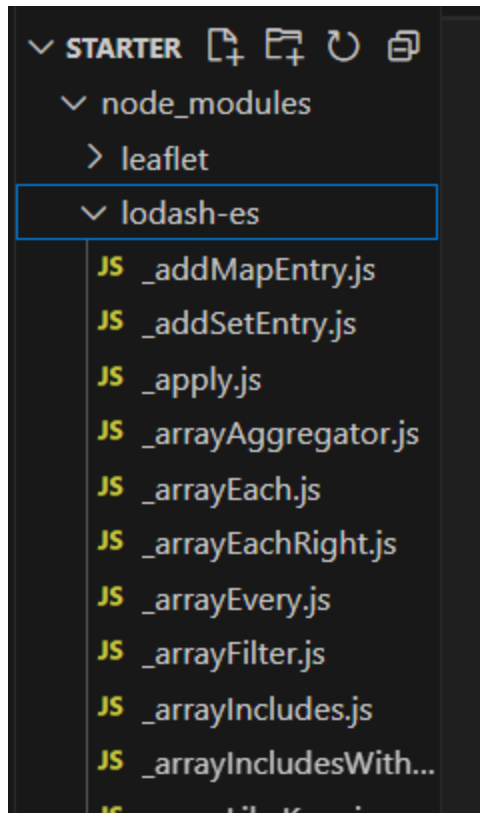 STARTER
node_modules
leaflet
lodash-es
JS _addMapEntry.js
JS _addSetEntry.js
JS _apply.js
JS _arrayAggregator.js
JS _arrayEach.js
JS _arrayEachRight.js
JS _arrayEvery.js
JS _arrayFilter.js
JS _arrayIncludes.js
JS _arrayIncludesWith...